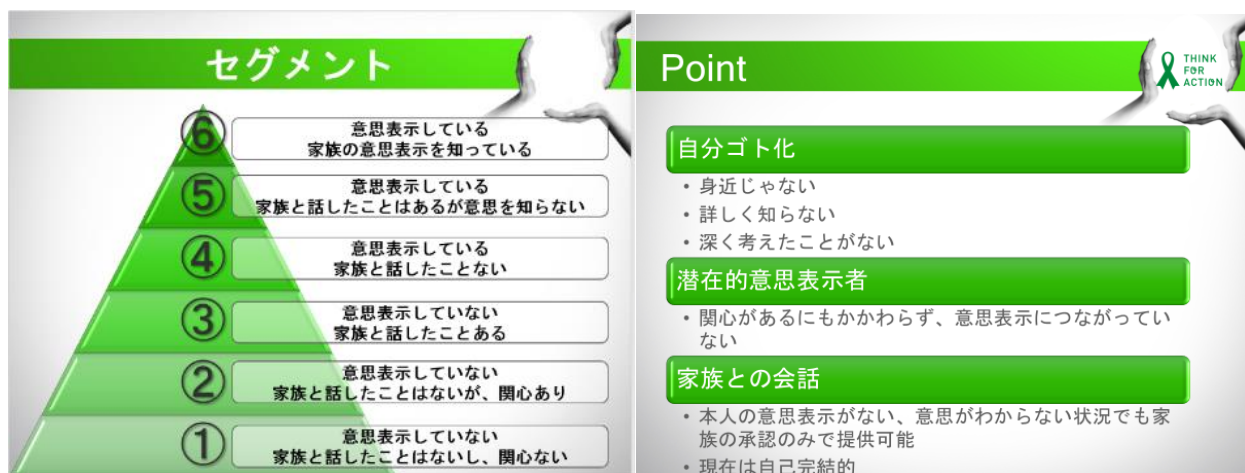 セグメント
⑥
意思表示している
家族の意思表示を知っている
⑤
意思表示している
家族と話したことはあるが意思を知らない
④
意思表示している
家族と話したことない
③
意思表示していない
家族と話したことある
②
意思表示していない
家族と話したことはないが、関心あり
①
意思表示していない
家族と話したことはないし、関心ない
Point
THINK
FOR
ACTION
自分ゴト化
• 身近じゃない
• 詳しく知らない
• 深く考えたことがない
潜在的意思表示者
• 関心があるにもかかわらず、意思表示につながってい
ない
家族との会話
• 本人の意思表示がない、意思がわからない状況でも家
族の承認のみで提供可能
• 現在は自己完結的